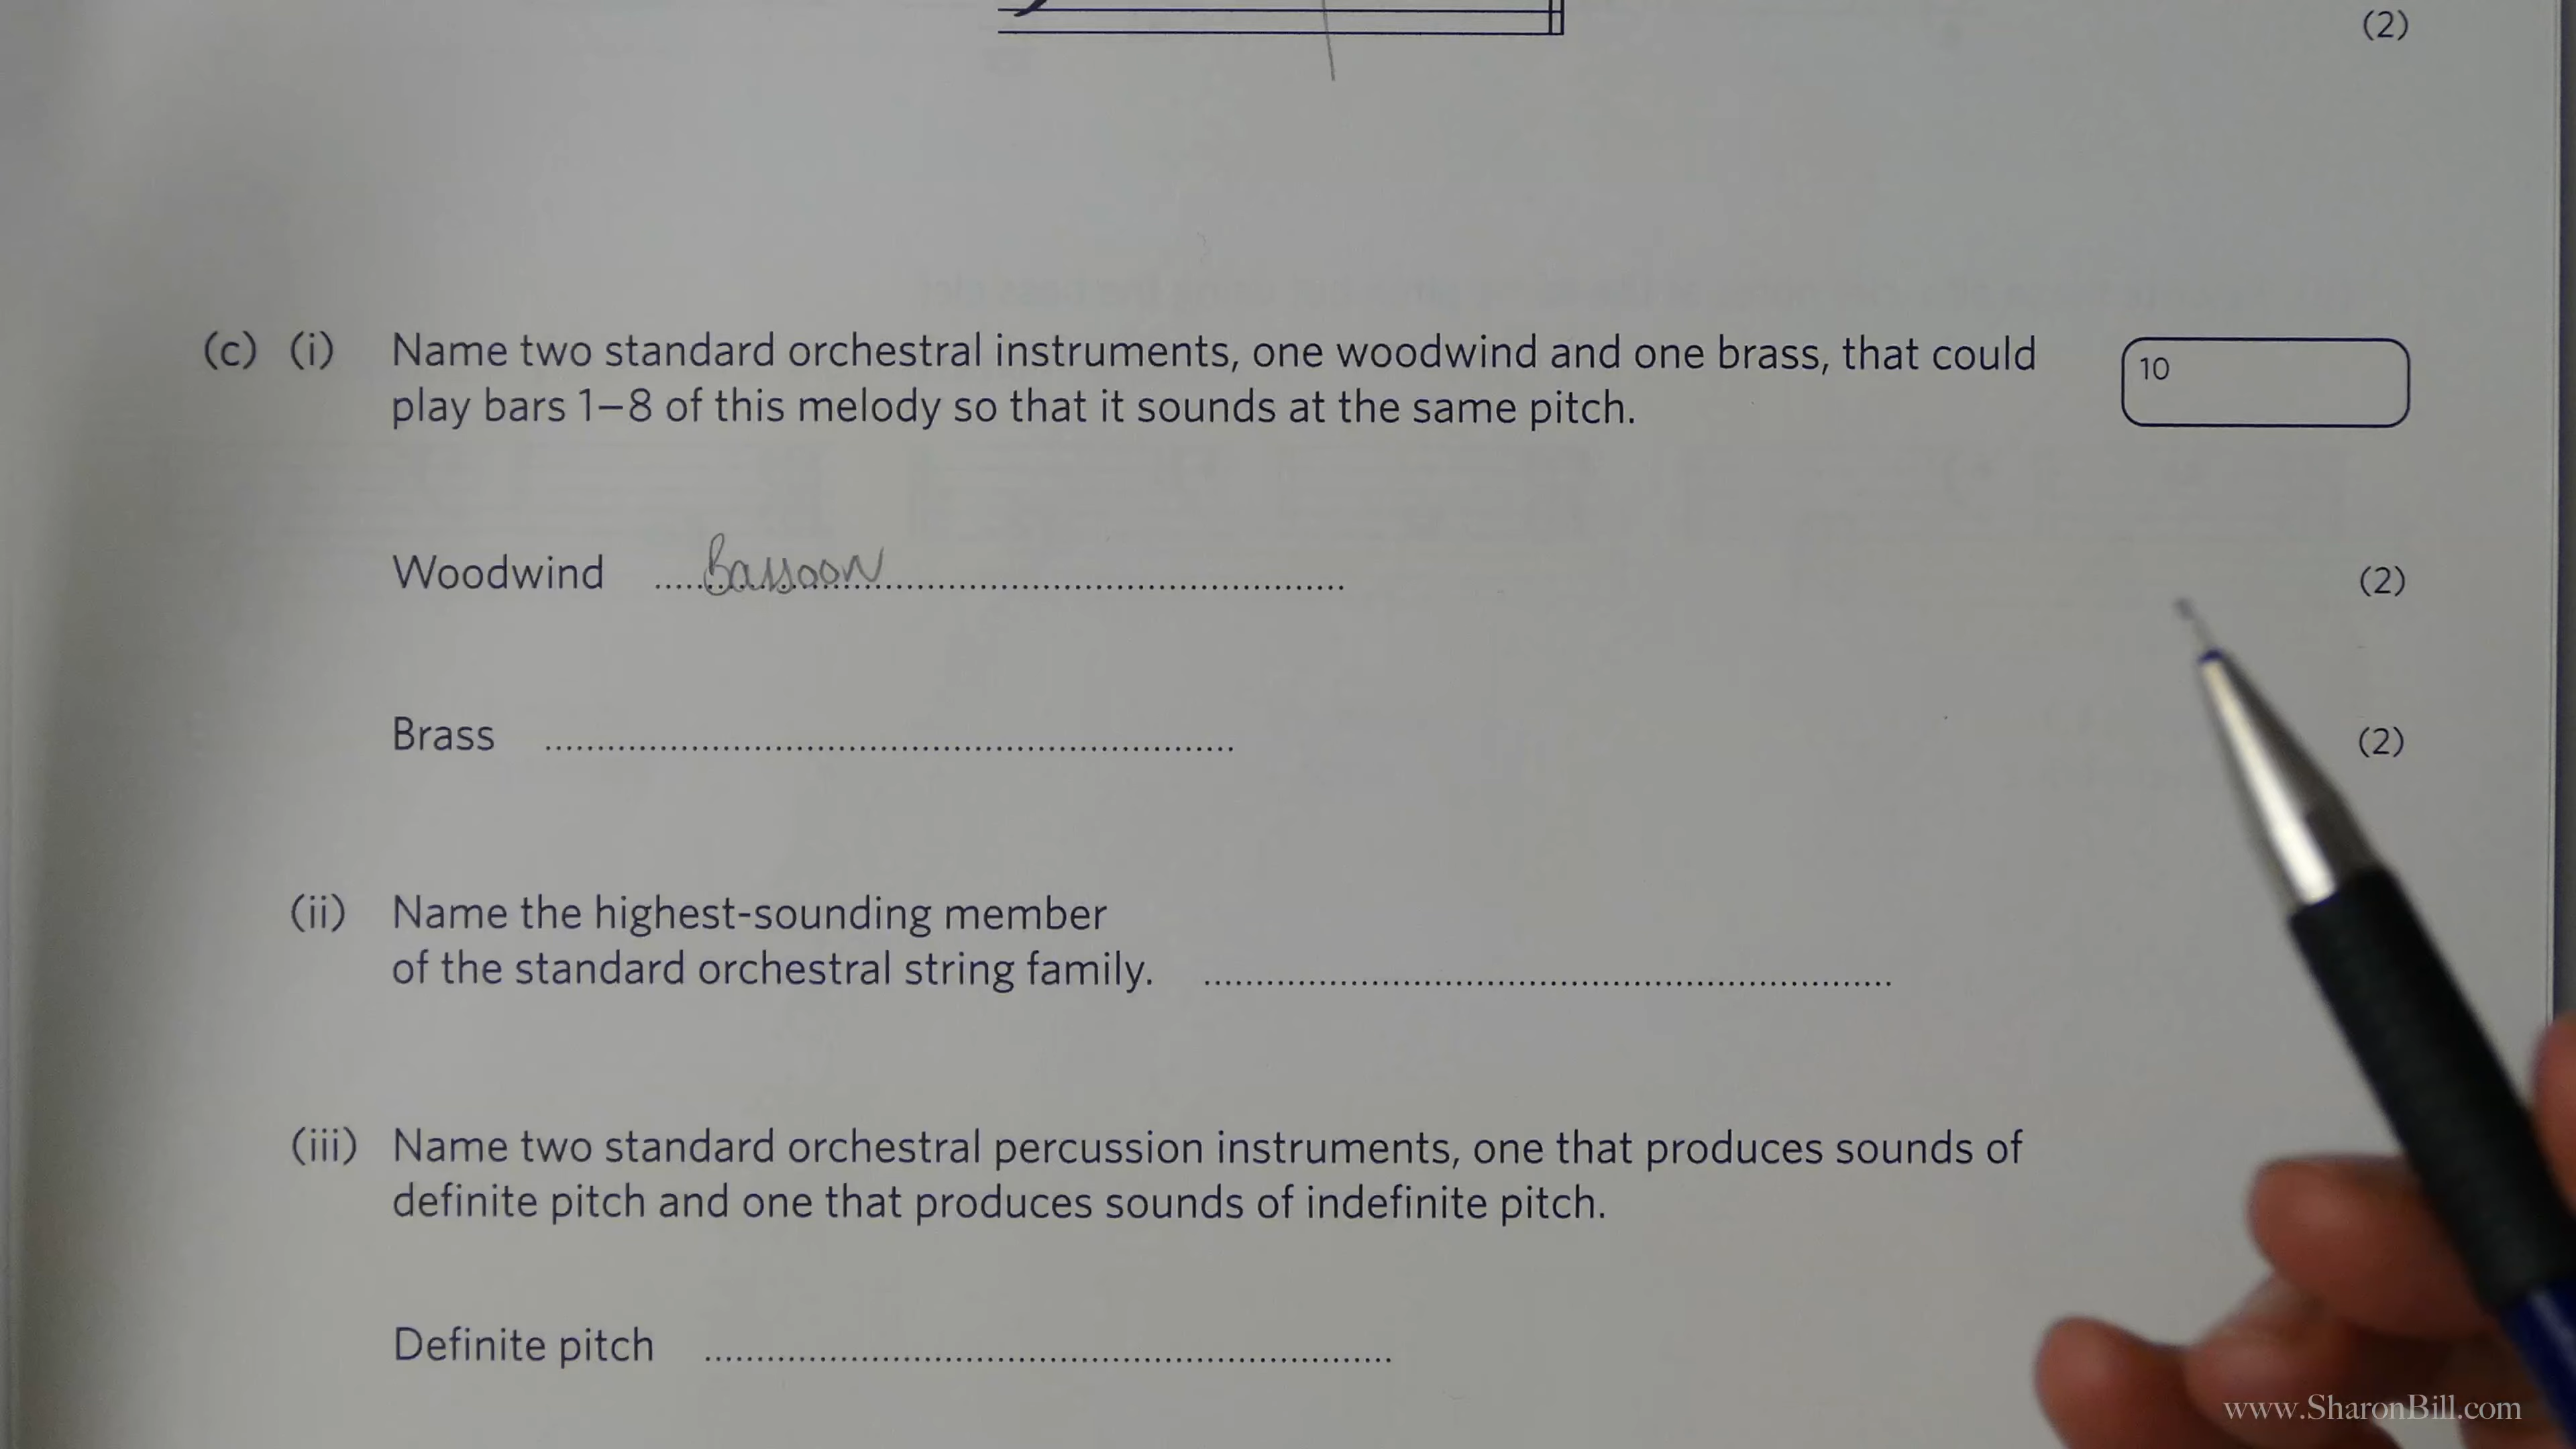 (2)
(c) (i) Name two standard orchestral instruments, one woodwind and one brass, that could
play bars 1–8 of this melody so that it sounds at the same pitch.
10
Woodwind ..... Bassoon ..... (2)
Brass ..... (2)
(ii) Name the highest-sounding member
of the standard orchestral string family. .....
(iii) Name two standard orchestral percussion instruments, one that produces sounds of
definite pitch and one that produces sounds of indefinite pitch.
Definite pitch .....
www.SharonBill.com